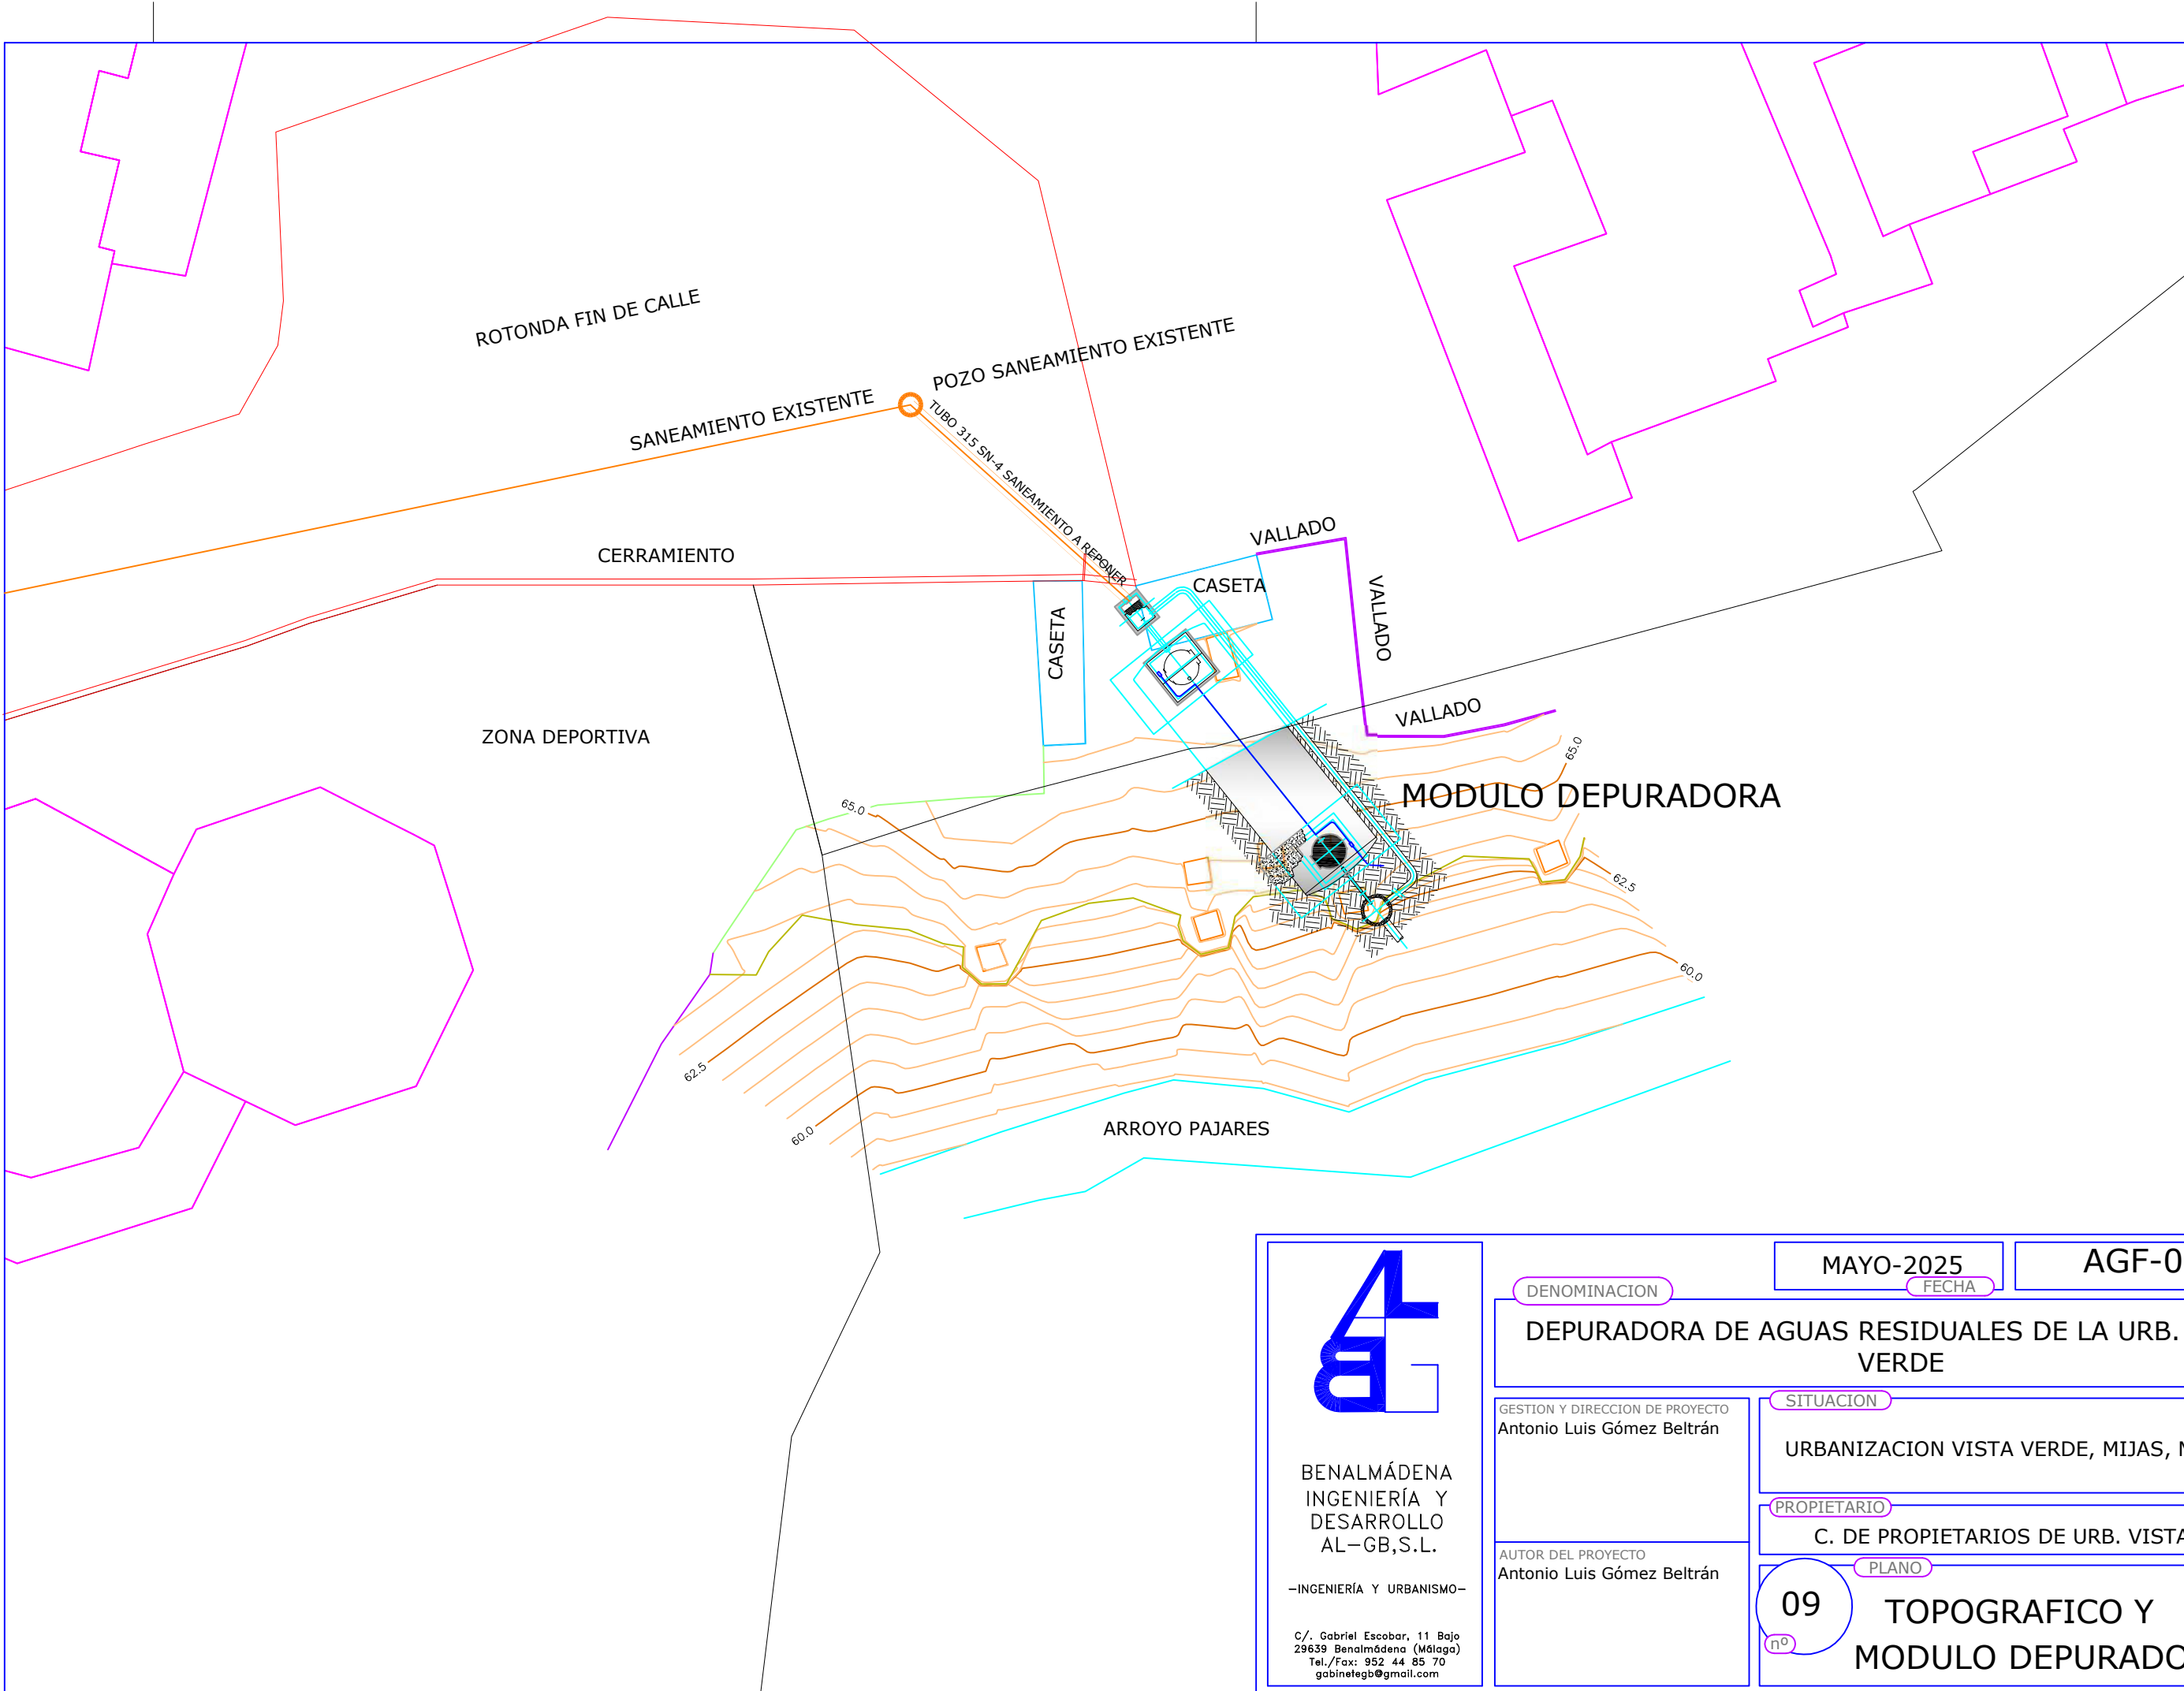 ROTONDA FIN DE CALLE
POZO SANEAMIENTO EXISTENTE
SANEAMIENTO EXISTENTE
TUBO 315 SN-4 SANEAMIENTO A REPONER
CERRAMIENTO
VALLADO
CASETA
VALLADO
CASETA
VALLADO
ZONA DEPORTIVA
65.0
MODULO DEPURADORA
65.0
62.5
60.0
62.5
60.0
ARROYO PAJARES
MAYO-2025
FECHA
AGF-0
DENOMINACION
DEPURADORA DE AGUAS RESIDUALES DE LA URB.
VERDE
GESTION Y DIRECCION DE PROYECTO
Antonio Luis Gómez Beltrán
SITUACION
URBANIZACION VISTA VERDE, MIJAS,
PROPIETARIO
C. DE PROPIETARIOS DE URB. VISTA
AUTOR DEL PROYECTO
Antonio Luis Gómez Beltrán
PLANO
09
nº
TOPOGRAFICO Y
MODULO DEPURADO
BENALMÁDENA
INGENIERÍA Y
DESARROLLO
AL-GB,S.L.
-INGENIERÍA Y URBANISMO-
C/. Gabriel Escobar, 11 Bajo
29639 Benalmádena (Málaga)
Tel./Fax: 952 44 85 70
gabinetegb@gmail.com